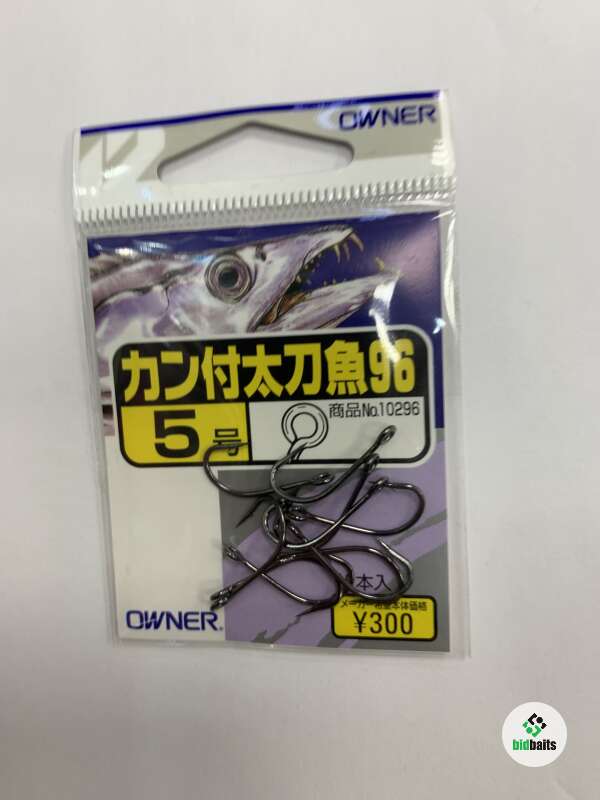 OWNER
カン付太刀魚96
5号
商品No.10296
本入
メーカー希望本体価格
¥300
OWNER
bidbaits